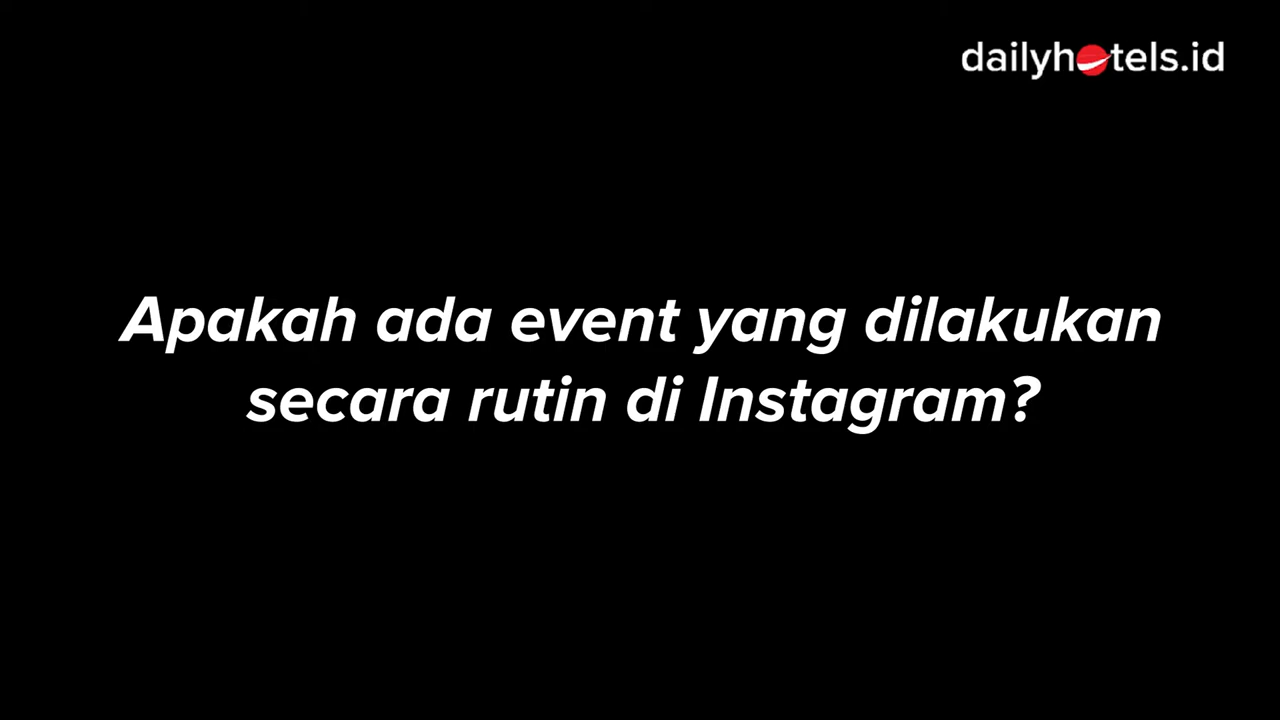 dailyhotels.id
Apakah ada event yang dilakukan
secara rutin di Instagram?